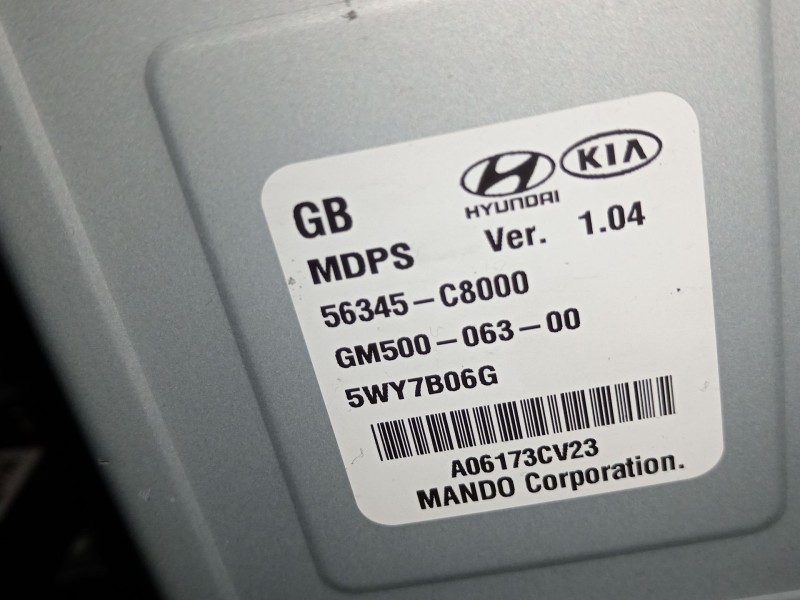 HYUNDAI KIA
GB
MDPS Ver. 1.04
56345-C8000
GM500-063-00
5WY7B06G
A06173CV23
MANDO Corporation.